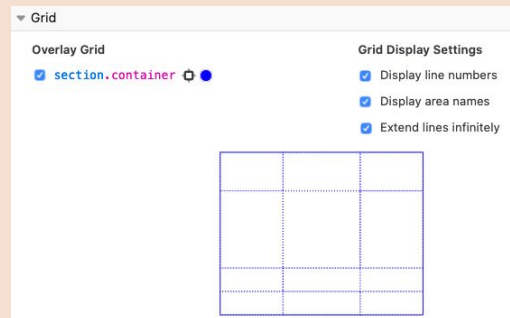 Grid
Overlay Grid
section.container
Grid Display Settings
Display line numbers
Display area names
Extend lines infinitely